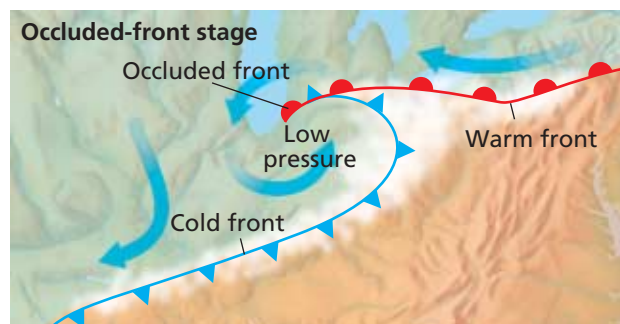 Occluded-front stage
Occluded front
Low
pressure
Warm front
Cold front